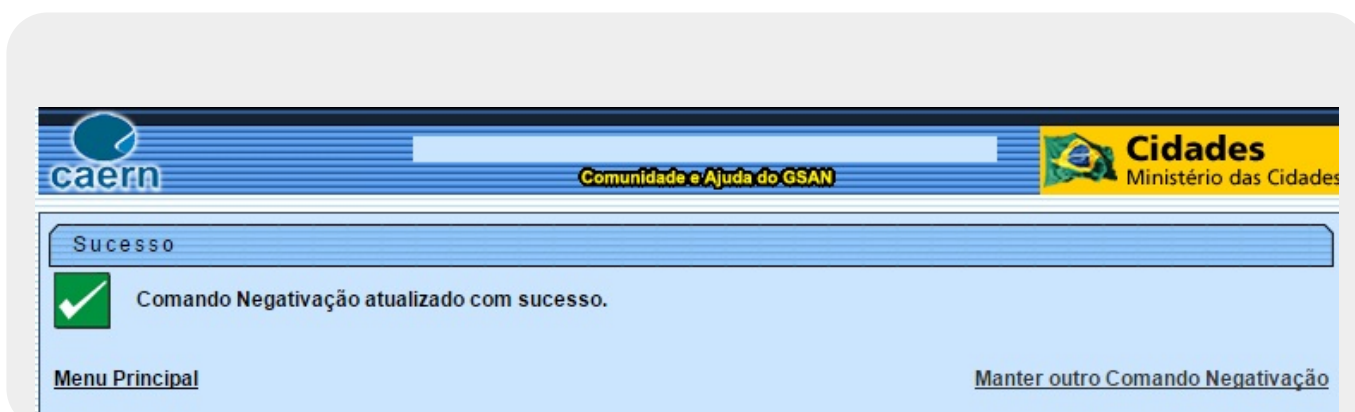 caern
Comunidade e Ajuda do GSAN
Cidades
Ministério das Cidades
Sucesso
Comando Negativação atualizado com sucesso.
Menu Principal
Manter outro Comando Negativação